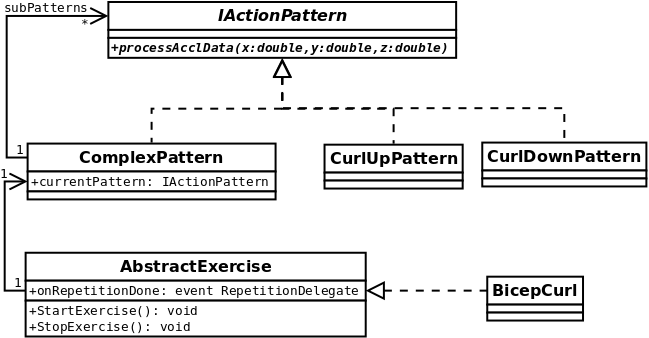 subPatterns
*
IActionPattern
+processAcclData(x:double,y:double,z:double)
1
ComplexPattern
+currentPattern: IActionPattern
CurlUpPattern
CurlDownPattern
1
1
AbstractExercise
+onRepetitionDone: event RepetitionDelegate
+StartExercise(): void
+StopExercise(): void
BicepCurl